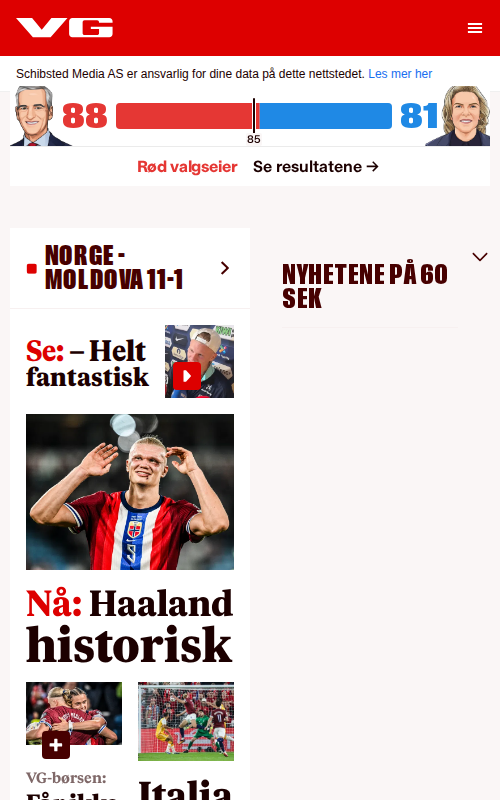 VG
Schibsted Media AS er ansvarlig for dine data på dette nettstedet. Les mer her
88
81
85
Rød valgseier
Se resultatene →
NORGE -
MOLDOVA 11-1
Se: – Helt
fantastisk
Nå: Haaland
historisk
VG-børsen:
Får ikke
Italia
NYHETENE PÅ 60
SEK